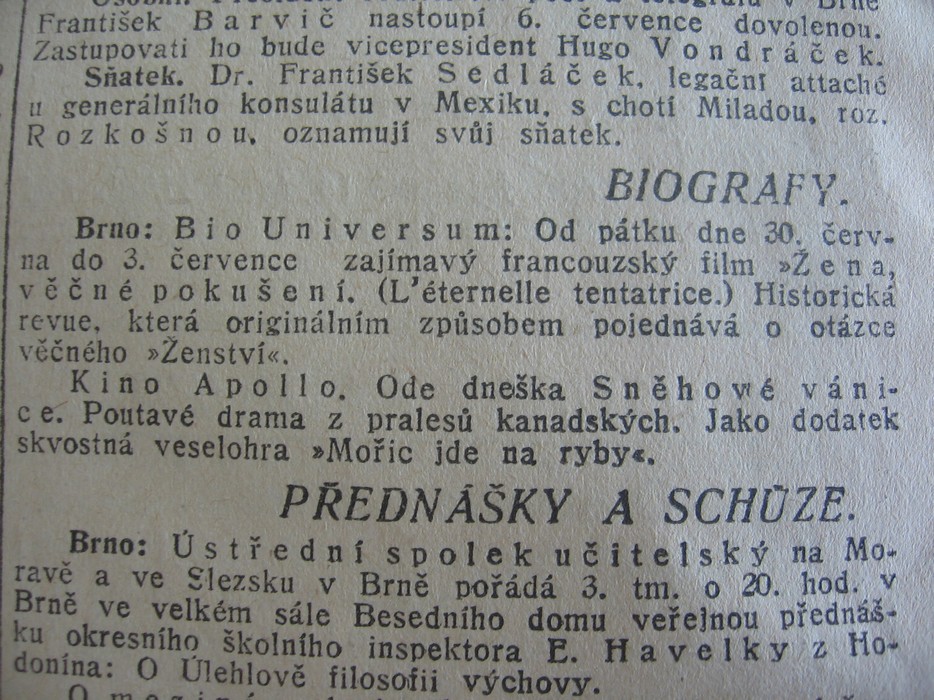 František Barvič nastoupí 6. července dovolenou.
Zastupovati ho bude vicepresident Hugo Vondráček.
Sňatek. Dr. František Sedláček, legační attaché
u generálního konsulátu v Mexiku, s chotí Miladou, roz.
Rozkošnou, oznamují svůj sňatek.
BIOGRAFY.
Brno: Bio Universum: Od pátku dne 30. červ-
na do 3. července zajímavý francouzský film »Žena,
věčné pokušení. (L'éternelle tentatrice.) Historická
revue, která originálním způsobem pojednává o otázce
věčného »Ženství«.
Kino Apollo. Ode dneška Sněhové váni-
ce. Poutavé drama z pralesů kanadských. Jako dodatek
skvostná veselohra »Mořic jde na ryby«.
PŘEDNÁŠKY A SCHŮZE.
Brno: Ústřední spolek učitelský na Mo-
ravě a ve Slezsku v Brně pořádá 3. tm. o 20. hod. v
Brně ve velkém sále Besedního domu veřejnou přednáš-
ku okresního školního inspektora E. Havelky z Ho-
donína: O Úlehlově filosofii výchovy.